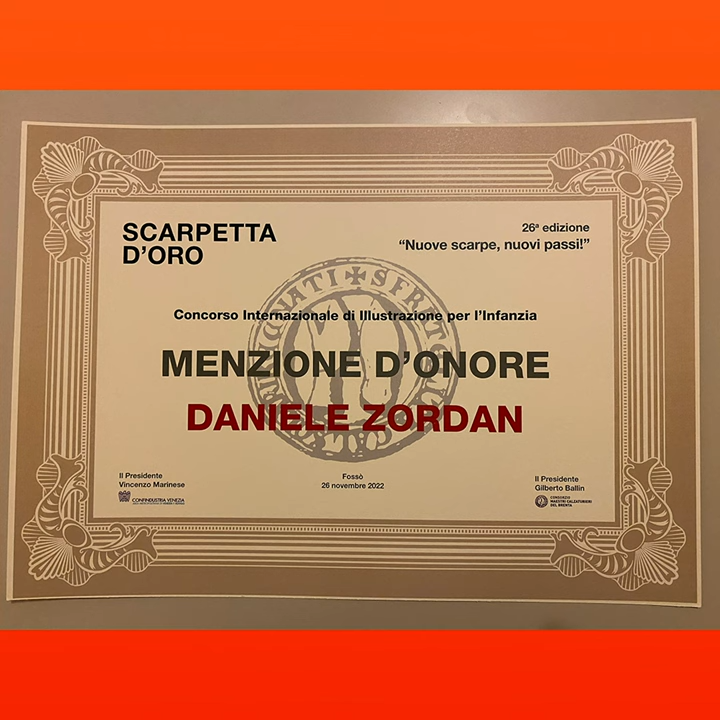 SCARPETTA
D'ORO
26ª edizione
“Nuove scarpe, nuovi passi!”
Concorso Internazionale di Illustrazione per l'Infanzia
MENZIONE D'ONORE
DANIELE ZORDAN
Il Presidente
Vincenzo Marinese
CONFINDUSTRIA VENEZIA
Fossò
26 novembre 2022
Il Presidente
Gilberto Ballin
CONSORZIO
MAESTRI CALZATURIERI
DEL BRENTA